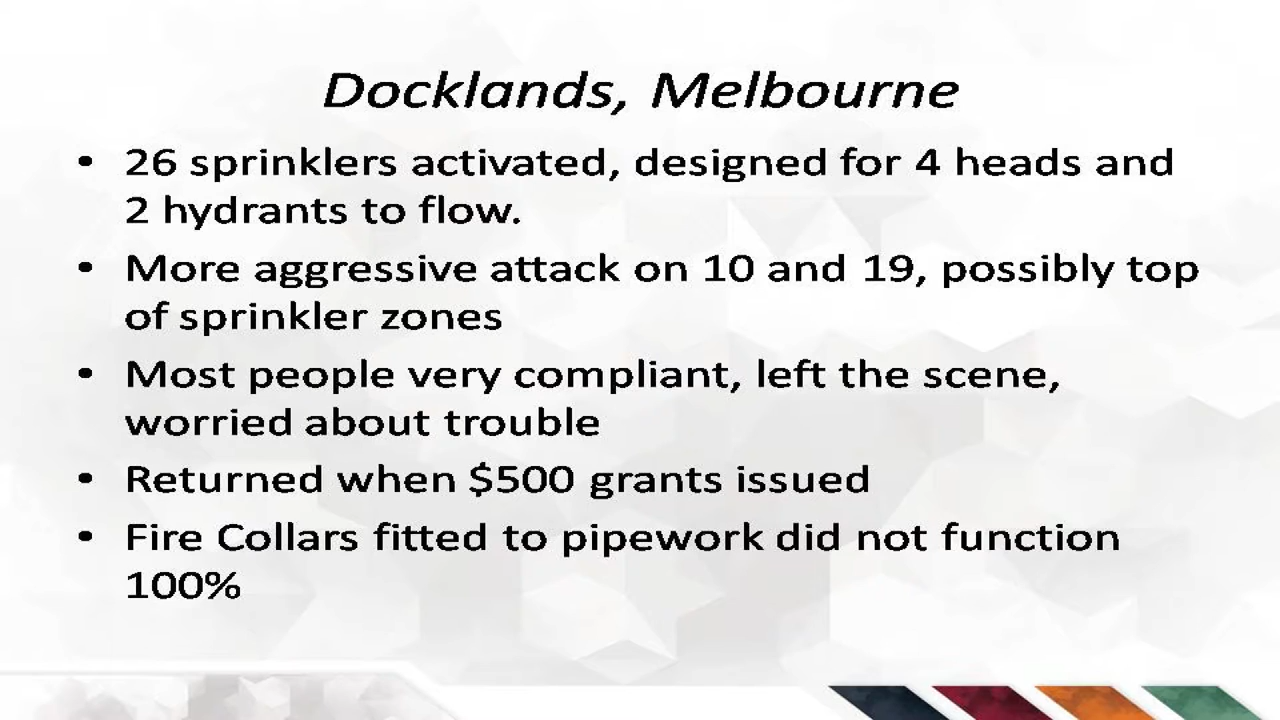 Docklands, Melbourne
• 26 sprinklers activated, designed for 4 heads and
2 hydrants to flow.
• More aggressive attack on 10 and 19, possibly top
of sprinkler zones
• Most people very compliant, left the scene,
worried about trouble
• Returned when $500 grants issued
• Fire Collars fitted to pipework did not function
100%